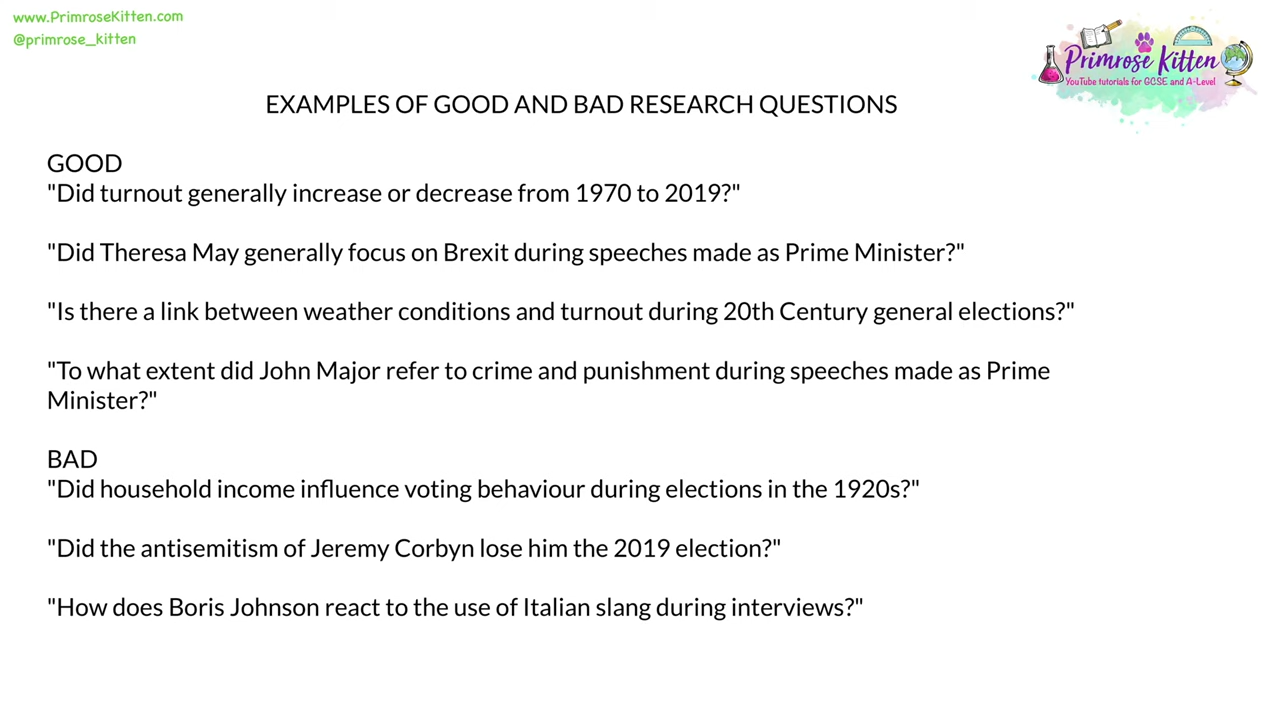 www.PrimroseKitten.com
@primrose_kitten
Primrose Kitten
YouTube tutorials for GCSE and A-Level
EXAMPLES OF GOOD AND BAD RESEARCH QUESTIONS
GOOD
"Did turnout generally increase or decrease from 1970 to 2019?"
"Did Theresa May generally focus on Brexit during speeches made as Prime Minister?"
"Is there a link between weather conditions and turnout during 20th Century general elections?"
"To what extent did John Major refer to crime and punishment during speeches made as Prime
Minister?"
BAD
"Did household income influence voting behaviour during elections in the 1920s?"
"Did the antisemitism of Jeremy Corbyn lose him the 2019 election?"
"How does Boris Johnson react to the use of Italian slang during interviews?"